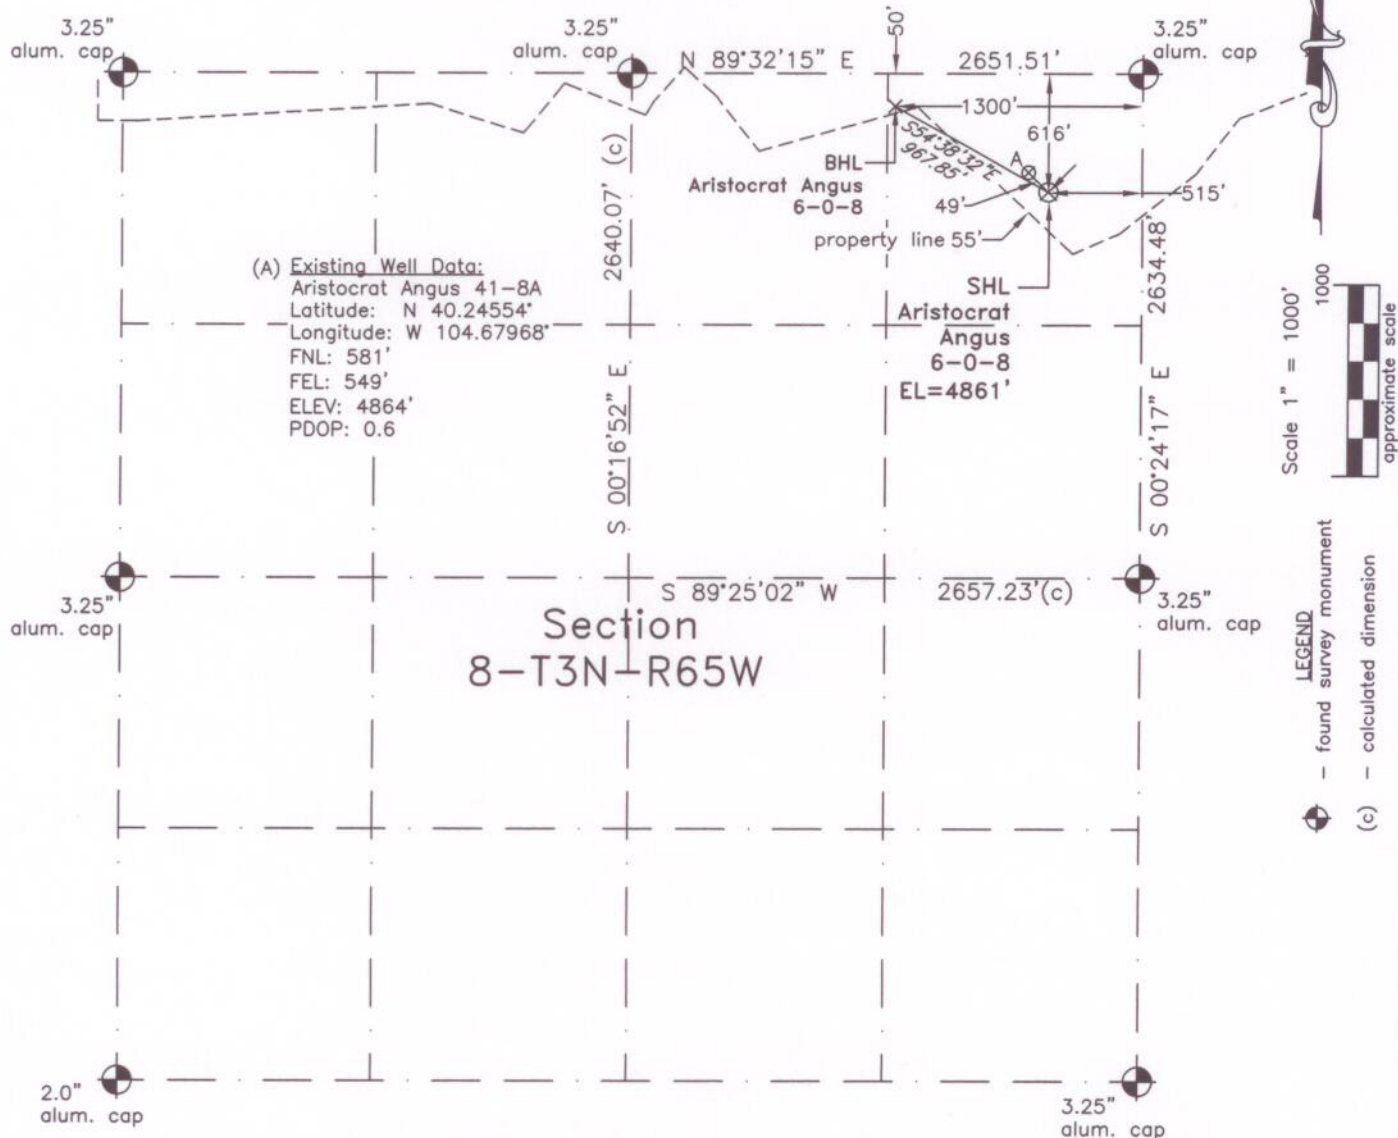 3.25"
alum. cap
3.25"
alum. cap
50'
3.25"
alum. cap
N 89°32'15" E
2651.51'
1300'
616'
S54°38'32"E
967.85'
A
BHL
Aristocrat Angus
6-0-8
49'
515'
property line 55'
2640.07' (c)
2634.48'
SHL
Aristocrat
Angus
6-0-8
EL=4861'
(A) Existing Well Data:
Aristocrat Angus 41-8A
Latitude: N 40.24554°
Longitude: W 104.67968°
FNL: 581'
FEL: 549'
ELEV: 4864'
PDOP: 0.6
S 00°16'52" E
S 00°24'17" E
1000
Scale 1" = 1000'
approximate scale
S 89°25'02" W
2657.23'(c)
3.25"
alum. cap
3.25"
alum. cap
Section
8-T3N-R65W
LEGEND
- found survey monument
(c) - calculated dimension
2.0"
alum. cap
3.25"
alum. cap